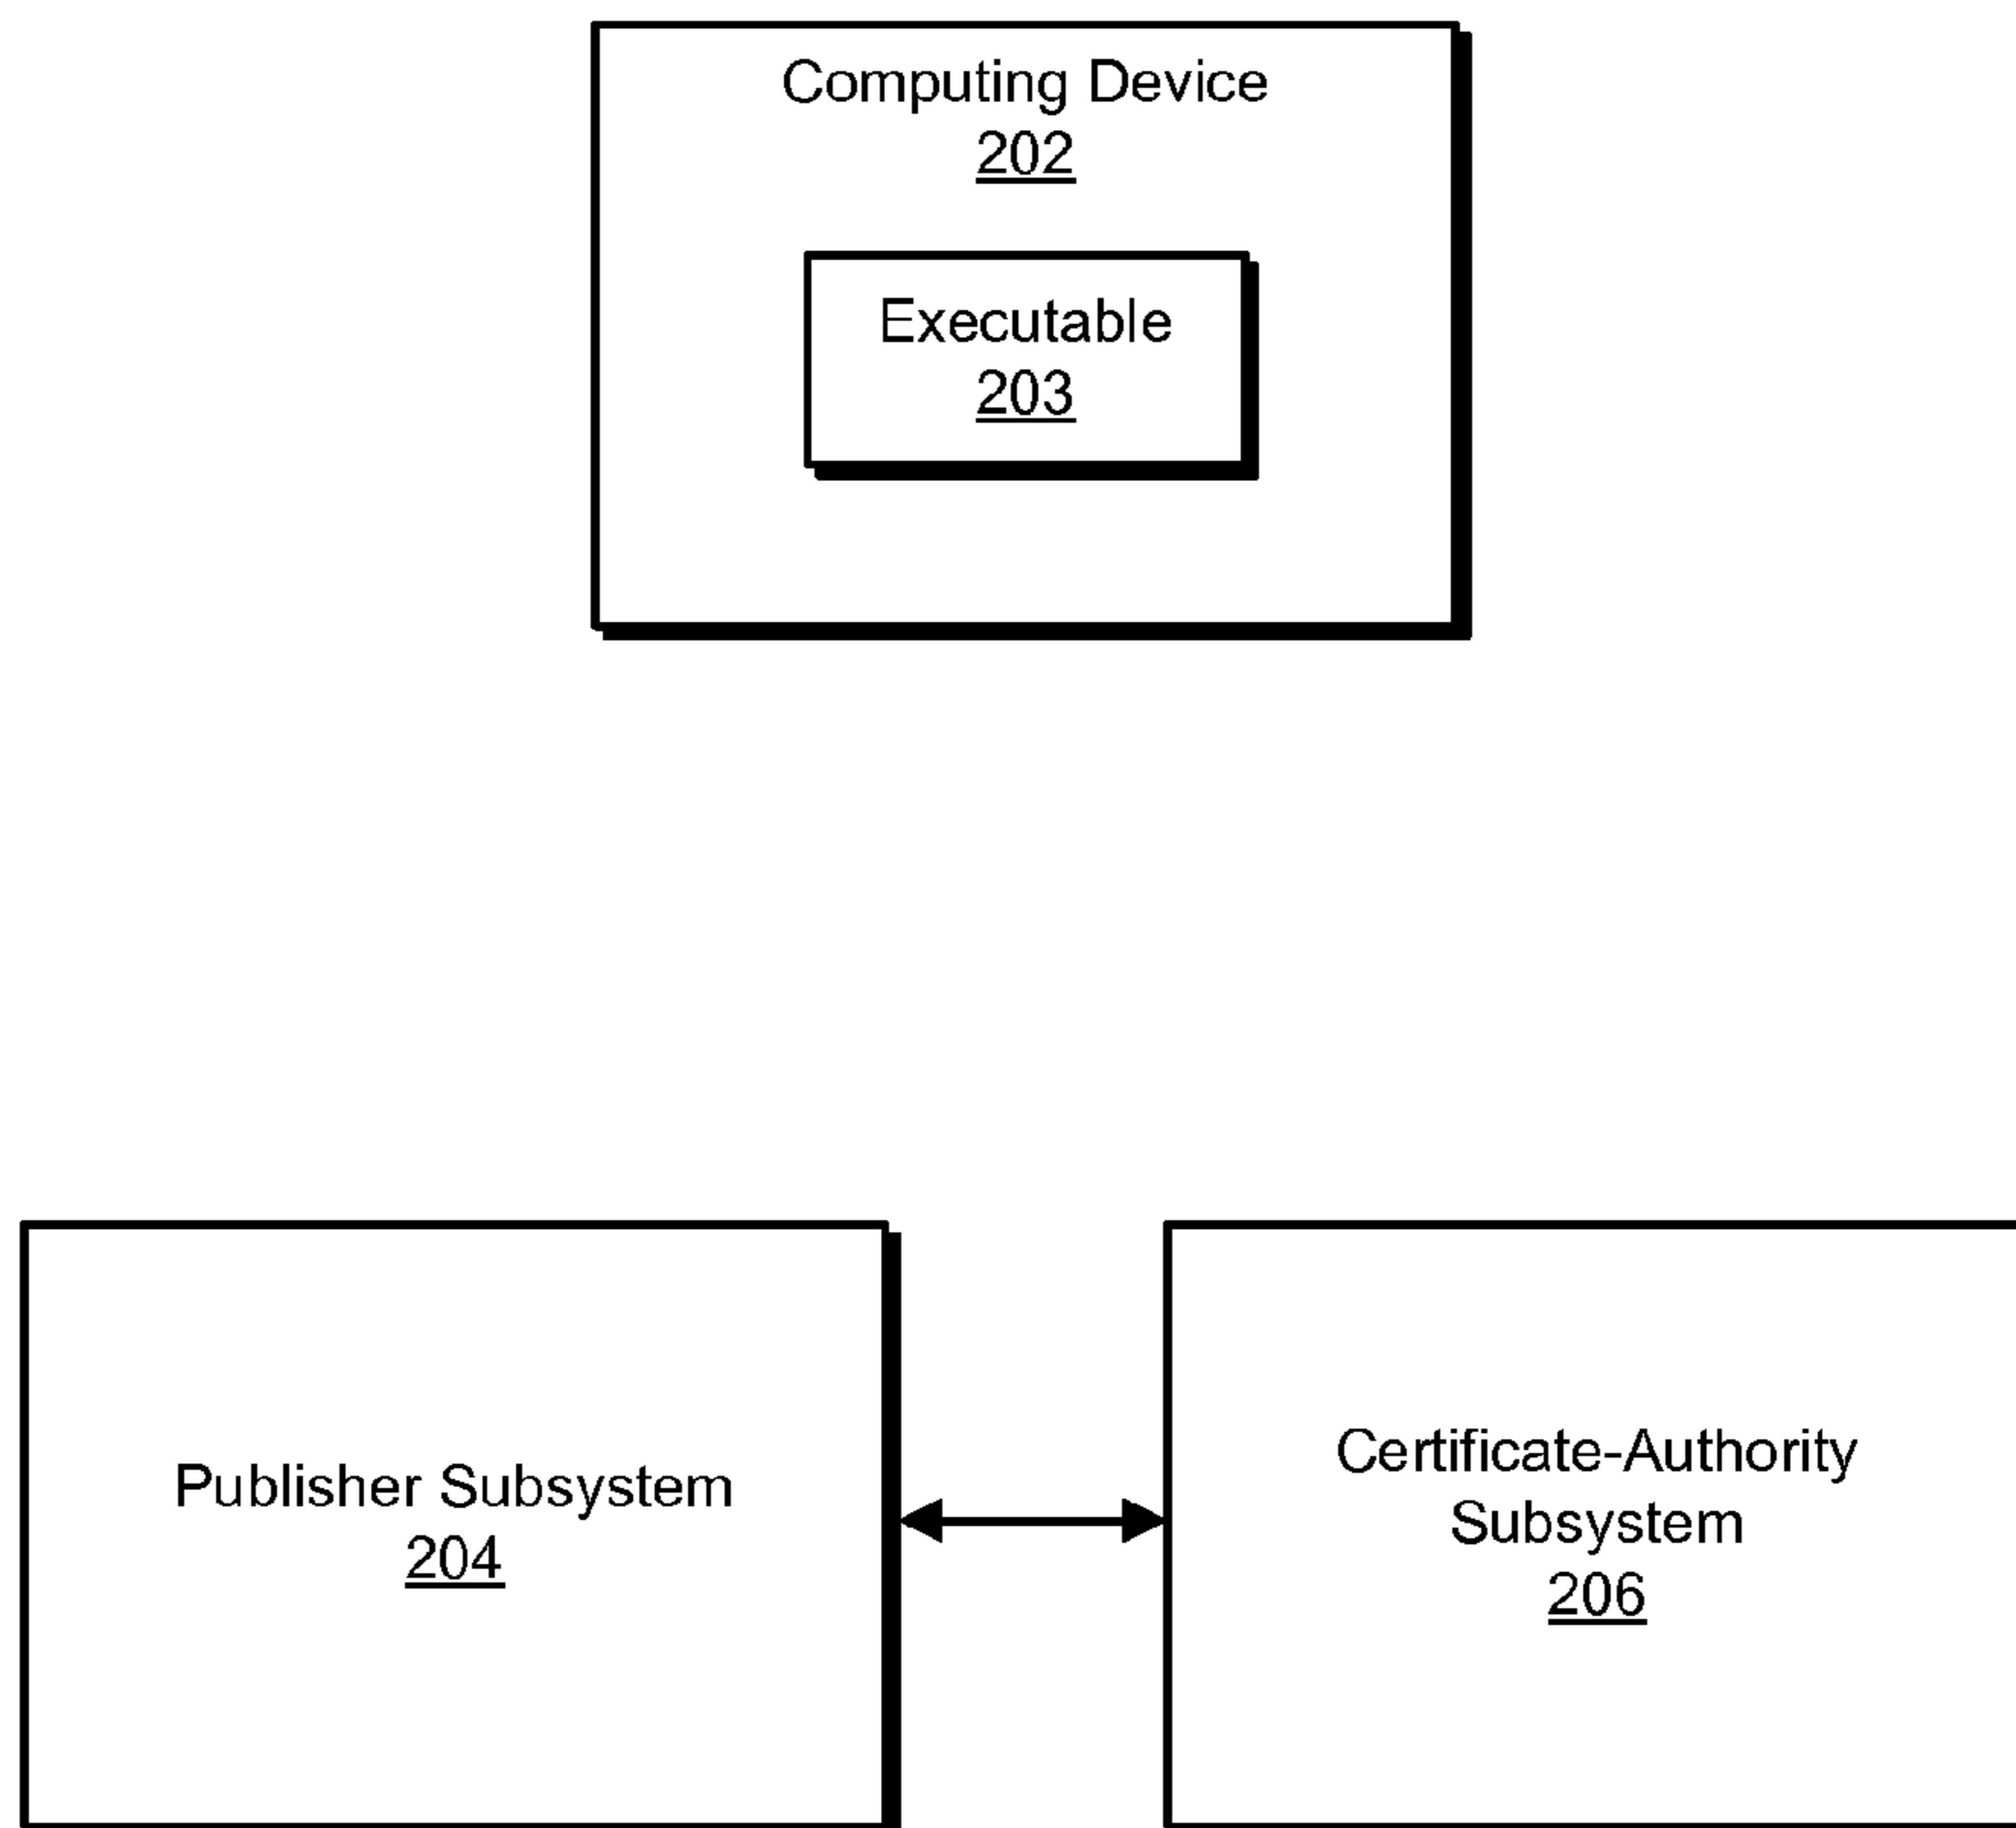 Computing Device
202
Executable
203
Publisher Subsystem
204
Certificate-Authority
Subsystem
206